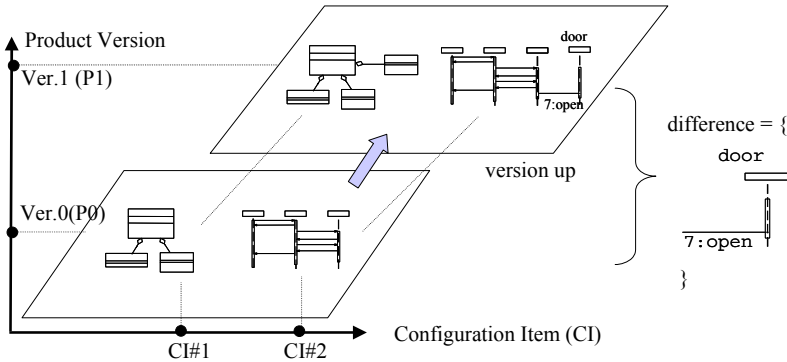 Product Version
door
Ver.1 (P1)
7:open
difference = {
door
version up
Ver.0(P0)
7:open
}
Configuration Item (CI)
CI#1
CI#2